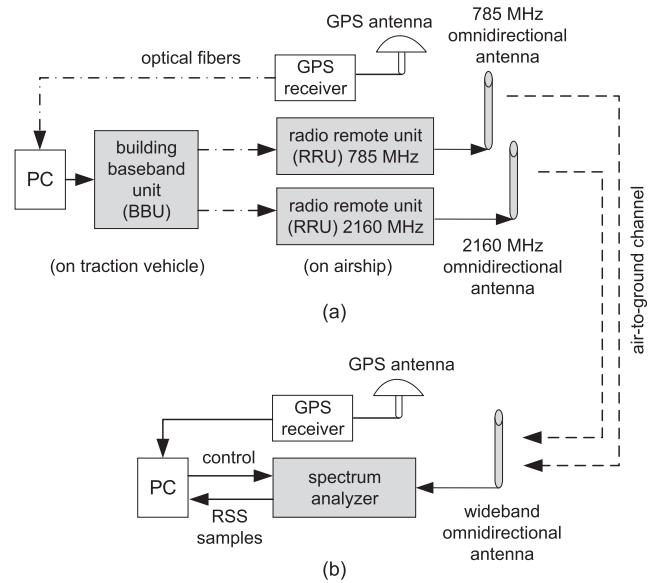 GPS antenna
785 MHz
omnidirectional
antenna
optical fibers
GPS
receiver
PC
building
baseband
unit
(BBU)
radio remote unit
(RRU) 785 MHz
radio remote unit
(RRU) 2160 MHz
2160 MHz
omnidirectional
antenna
(on traction vehicle)
(on airship)
(a)
air-to-ground channel
GPS antenna
GPS
receiver
PC
control
RSS
samples
spectrum
analyzer
wideband
omnidirectional
antenna
(b)